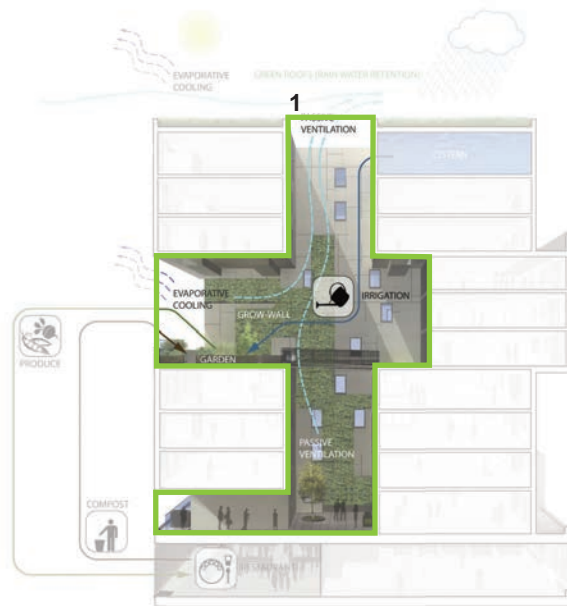 EVAPORATIVE
COOLING
GREEN ROOFS (RAIN WATER RETENTION)
1
PASSIVE
VENTILATION
CISTERN
EVAPORATIVE
COOLING
IRRIGATION
GROW-WALL
GARDEN
PRODUCE
PASSIVE
VENTILATION
COMPOST
RESTAURANT